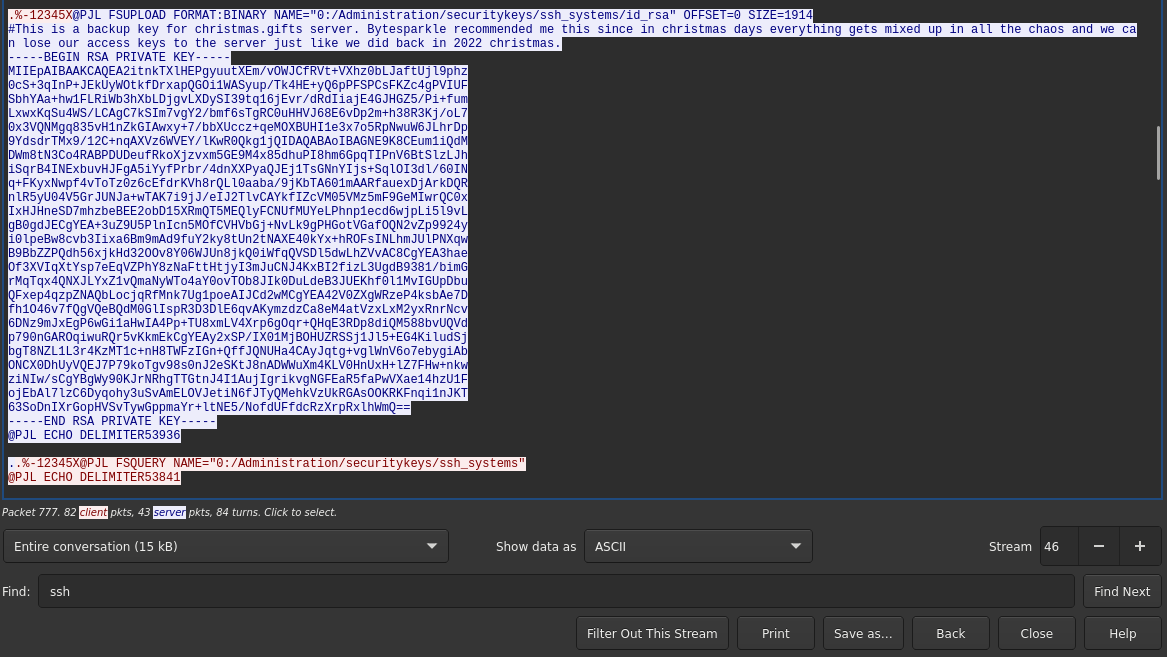 .%-12345X@PJL FSUPLOAD FORMAT:BINARY NAME="0:/Administration/securitykeys/ssh_systems/id_rsa" OFFSET=0 SIZE=1914
#This is a backup key for christmas.gifts server. Bytesparkle recommended me this since in christmas days everything gets mixed up in all the chaos and we ca
n lose our access keys to the server just like we did back in 2022 christmas.
-----BEGIN RSA PRIVATE KEY-----
MIIEpAIBAAKCAQEA2itnkTXlHEPgyuutXEm/vOWJCfRVt+VXhz0bLJaftUjl9phz
0cS+3qInP+JEkUyWOtkfDrxapQGOi1WASyup/Tk4HE+yQ6pPFSPCsFKZc4gPVIUF
SbhYAa+hw1FLRiWb3hXbLDjgvLXDySI39tq16jEvr/dRdIiajE4GJHGZ5/Pi+fum
LxwxKqSu4WS/LCAgC7kSIm7vgY2/bmf6sTgRC0uHHVJ68E6vDp2m+h38R3Kj/oL7
0x3VQNMgq835vH1nZkGIAwxy+7/bbXUccz+qeMOXBUHI1e3x7o5RpNwuW6JLhrDp
9YdsdrTMx9/12C+nqAXVz6WVEY/lKwR0Qkg1jQIDAQABAoIBAGNE9K8CEum1iQdM
DWm8tN3Co4RABPDUDeufRkoXjzvxm5GE9M4x85dhuPI8hm6GpqTIPnV6BtSlzLJh
iSqrB4INExbuvHJFgA5iYyfPrbr/4dnXXPyaQJEj1TsGNnYIjs+SqlOI3dl/60IN
q+FKyxNwpf4vToTz0z6cEfdrKVh8rQLl0aaba/9jKbTA601mAARfauexDjArkDQR
nlR5yU04V5GrJUNJa+wTAK7i9jJ/eIJ2TlvCAYkfIZcVM05VMz5mF9GeMIwrQC0x
IxHJHneSD7mhzbeBEE2obD15XRmQT5MEQlyFCNUfMUYeLPhnp1ecd6wjpLi5l9vL
gB0gdJECgYEA+3uZ9U5PlnIcn5MOfCVHVbGj+NvLk9gPHGotVGafOQN2vZp9924y
i0lpeBw8cvb3Iixa6Bm9mAd9fuY2ky8tUn2tNAXE40kYx+hROFsINLhmJUlPNXqw
B9BbZZPQdh56xjkHd32OOv8Y06WJUn8jkQ0iWfqQVSDl5dwLhZVvAC8CgYEA3hae
Of3XVIqXtYsp7eEqVZPhY8zNaFttHtjyI3mJuCNJ4KxBI2fizL3UgdB9381/bimG
rMqTqx4QNXJLYxZ1vQmaNyWTo4aY0ovTOb8JIk0DuLdeB3JUEKhf0l1MvIGUpDbu
QFxep4qzpZNAQbLocjqRfMnk7Ug1poeAIJCd2wMCgYEA42V0ZXgWRzeP4ksbAe7D
fh1O46v7fQgVQeBQdM0GlIspR3D3DlE6qvAKymzdzCa8eM4atVzxLxM2yxRnrNcv
6DNz9mJxEgP6wGi1aHwIA4Pp+TU8xmLV4Xrp6gOqr+QHqE3RDp8diQM588bvUQVd
p790nGAROqiwuRQr5vKkmEkCgYEAy2xSP/IX01MjBOHUZRSSj1Jl5+EG4KiludSj
bgT8NZL1L3r4KzMT1c+nH8TWFzIGn+QffJQNUHa4CAyJqtg+vglWnV6o7ebygiAb
ONCX0DhUyVQEJ7P79koTgv98s0nJ2eSKtJ8nADWWuXm4KLV0HnUxH+lZ7FHw+nkw
ziNIw/sCgYBgWy90KJrNRhgTTGtnJ4I1AujIgrikvgNGFEaR5faPwVXae14hzU1F
ojEbAl7lzC6Dyqohy3uSvAmELOVJetiN6fJTyQMehkVzUkRGAsOOKRKFnqi1nJKT
63SoDnIXrGopHVSvTywGppmaYr+ltNE5/NofdUFfdcRzXrpRxlhWmQ==
-----END RSA PRIVATE KEY-----
@PJL ECHO DELIMITER53936
..%-12345X@PJL FSQUERY NAME="0:/Administration/securitykeys/ssh_systems"
@PJL ECHO DELIMITER53841
Packet 777. 82 client pkts, 43 server pkts, 84 turns. Click to select.
Entire conversation (15 kB) Show data as ASCII Stream 46 − +
Find: ssh Find Next
Filter Out This Stream Print Save as… Back Close Help